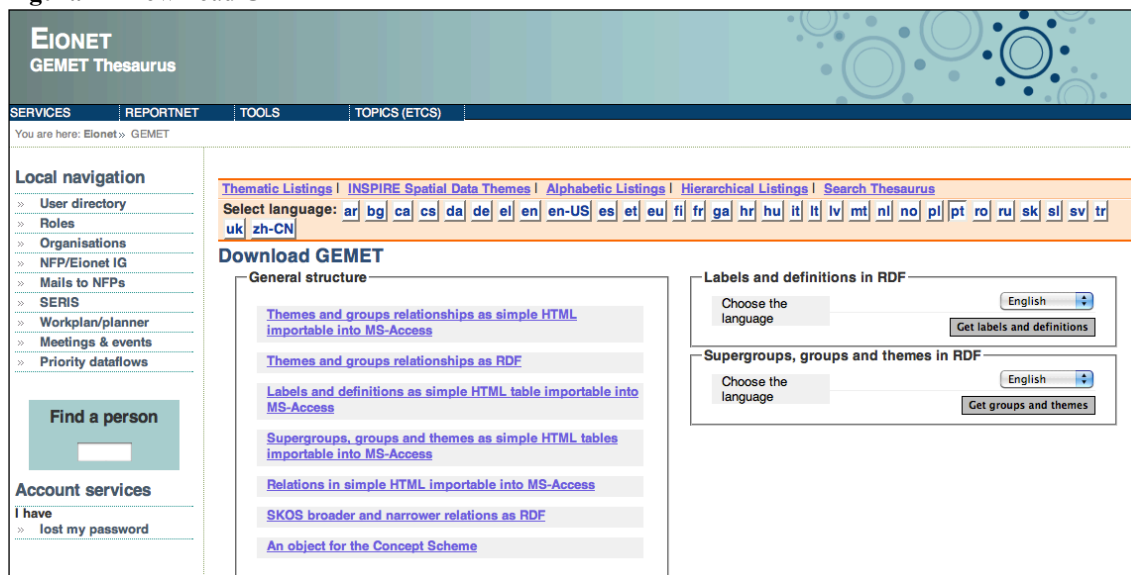 EIONET
GEMET Thesaurus
SERVICES REPORTNET TOOLS TOPICS (ETCS)
You are here: Eionet » GEMET
Local navigation
» User directory
» Roles
» Organisations
» NFP/Eionet IG
» Mails to NFPs
» SERIS
» Workplan/planner
» Meetings & events
» Priority dataflows
Find a person
Account services
I have
» lost my password
Thematic Listings | INSPIRE Spatial Data Themes | Alphabetic Listings | Hierarchical Listings | Search Thesaurus
Select language: ar bg ca cs da de el en en-US es et eu fi fr ga hr hu it lt lv mt nl no pl pt ro ru sk sl sv tr
uk zh-CN
Download GEMET
General structure
Themes and groups relationships as simple HTML
importable into MS-Access
Themes and groups relationships as RDF
Labels and definitions as simple HTML table importable into
MS-Access
Supergroups, groups and themes as simple HTML tables
importable into MS-Access
Relations in simple HTML importable into MS-Access
SKOS broader and narrower relations as RDF
An object for the Concept Scheme
Labels and definitions in RDF
Choose the
language
English
Get labels and definitions
Supergroups, groups and themes in RDF
Choose the
language
English
Get groups and themes